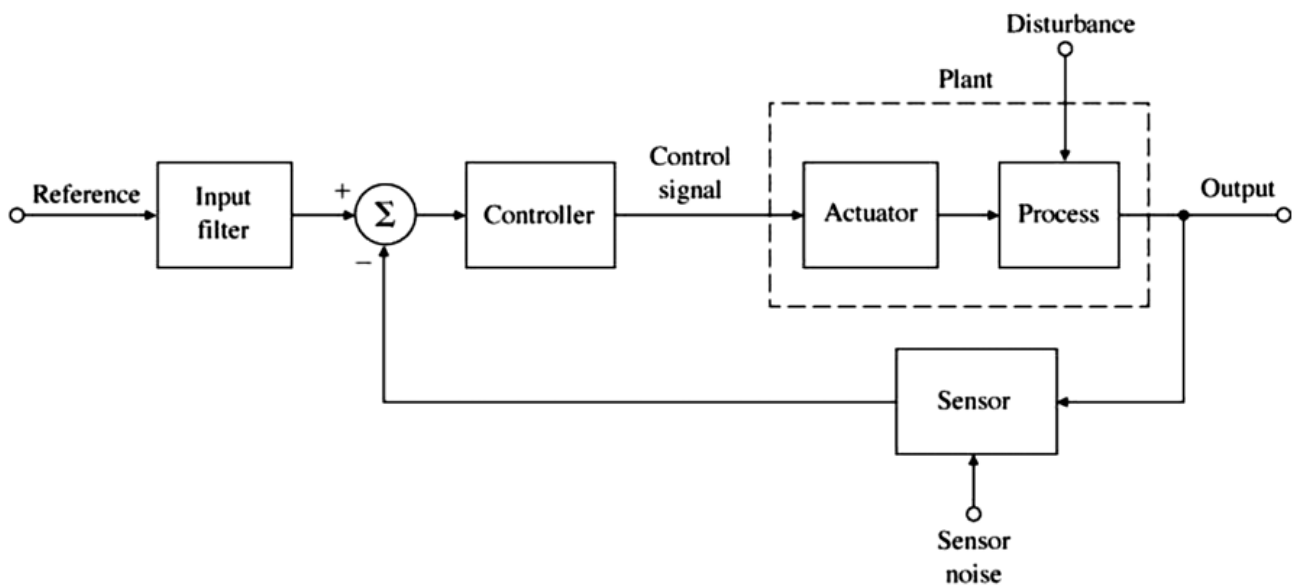 Disturbance
Plant
Reference
Input
filter
+
Σ
−
Controller
Control
signal
Actuator
Process
Output
Sensor
Sensor
noise